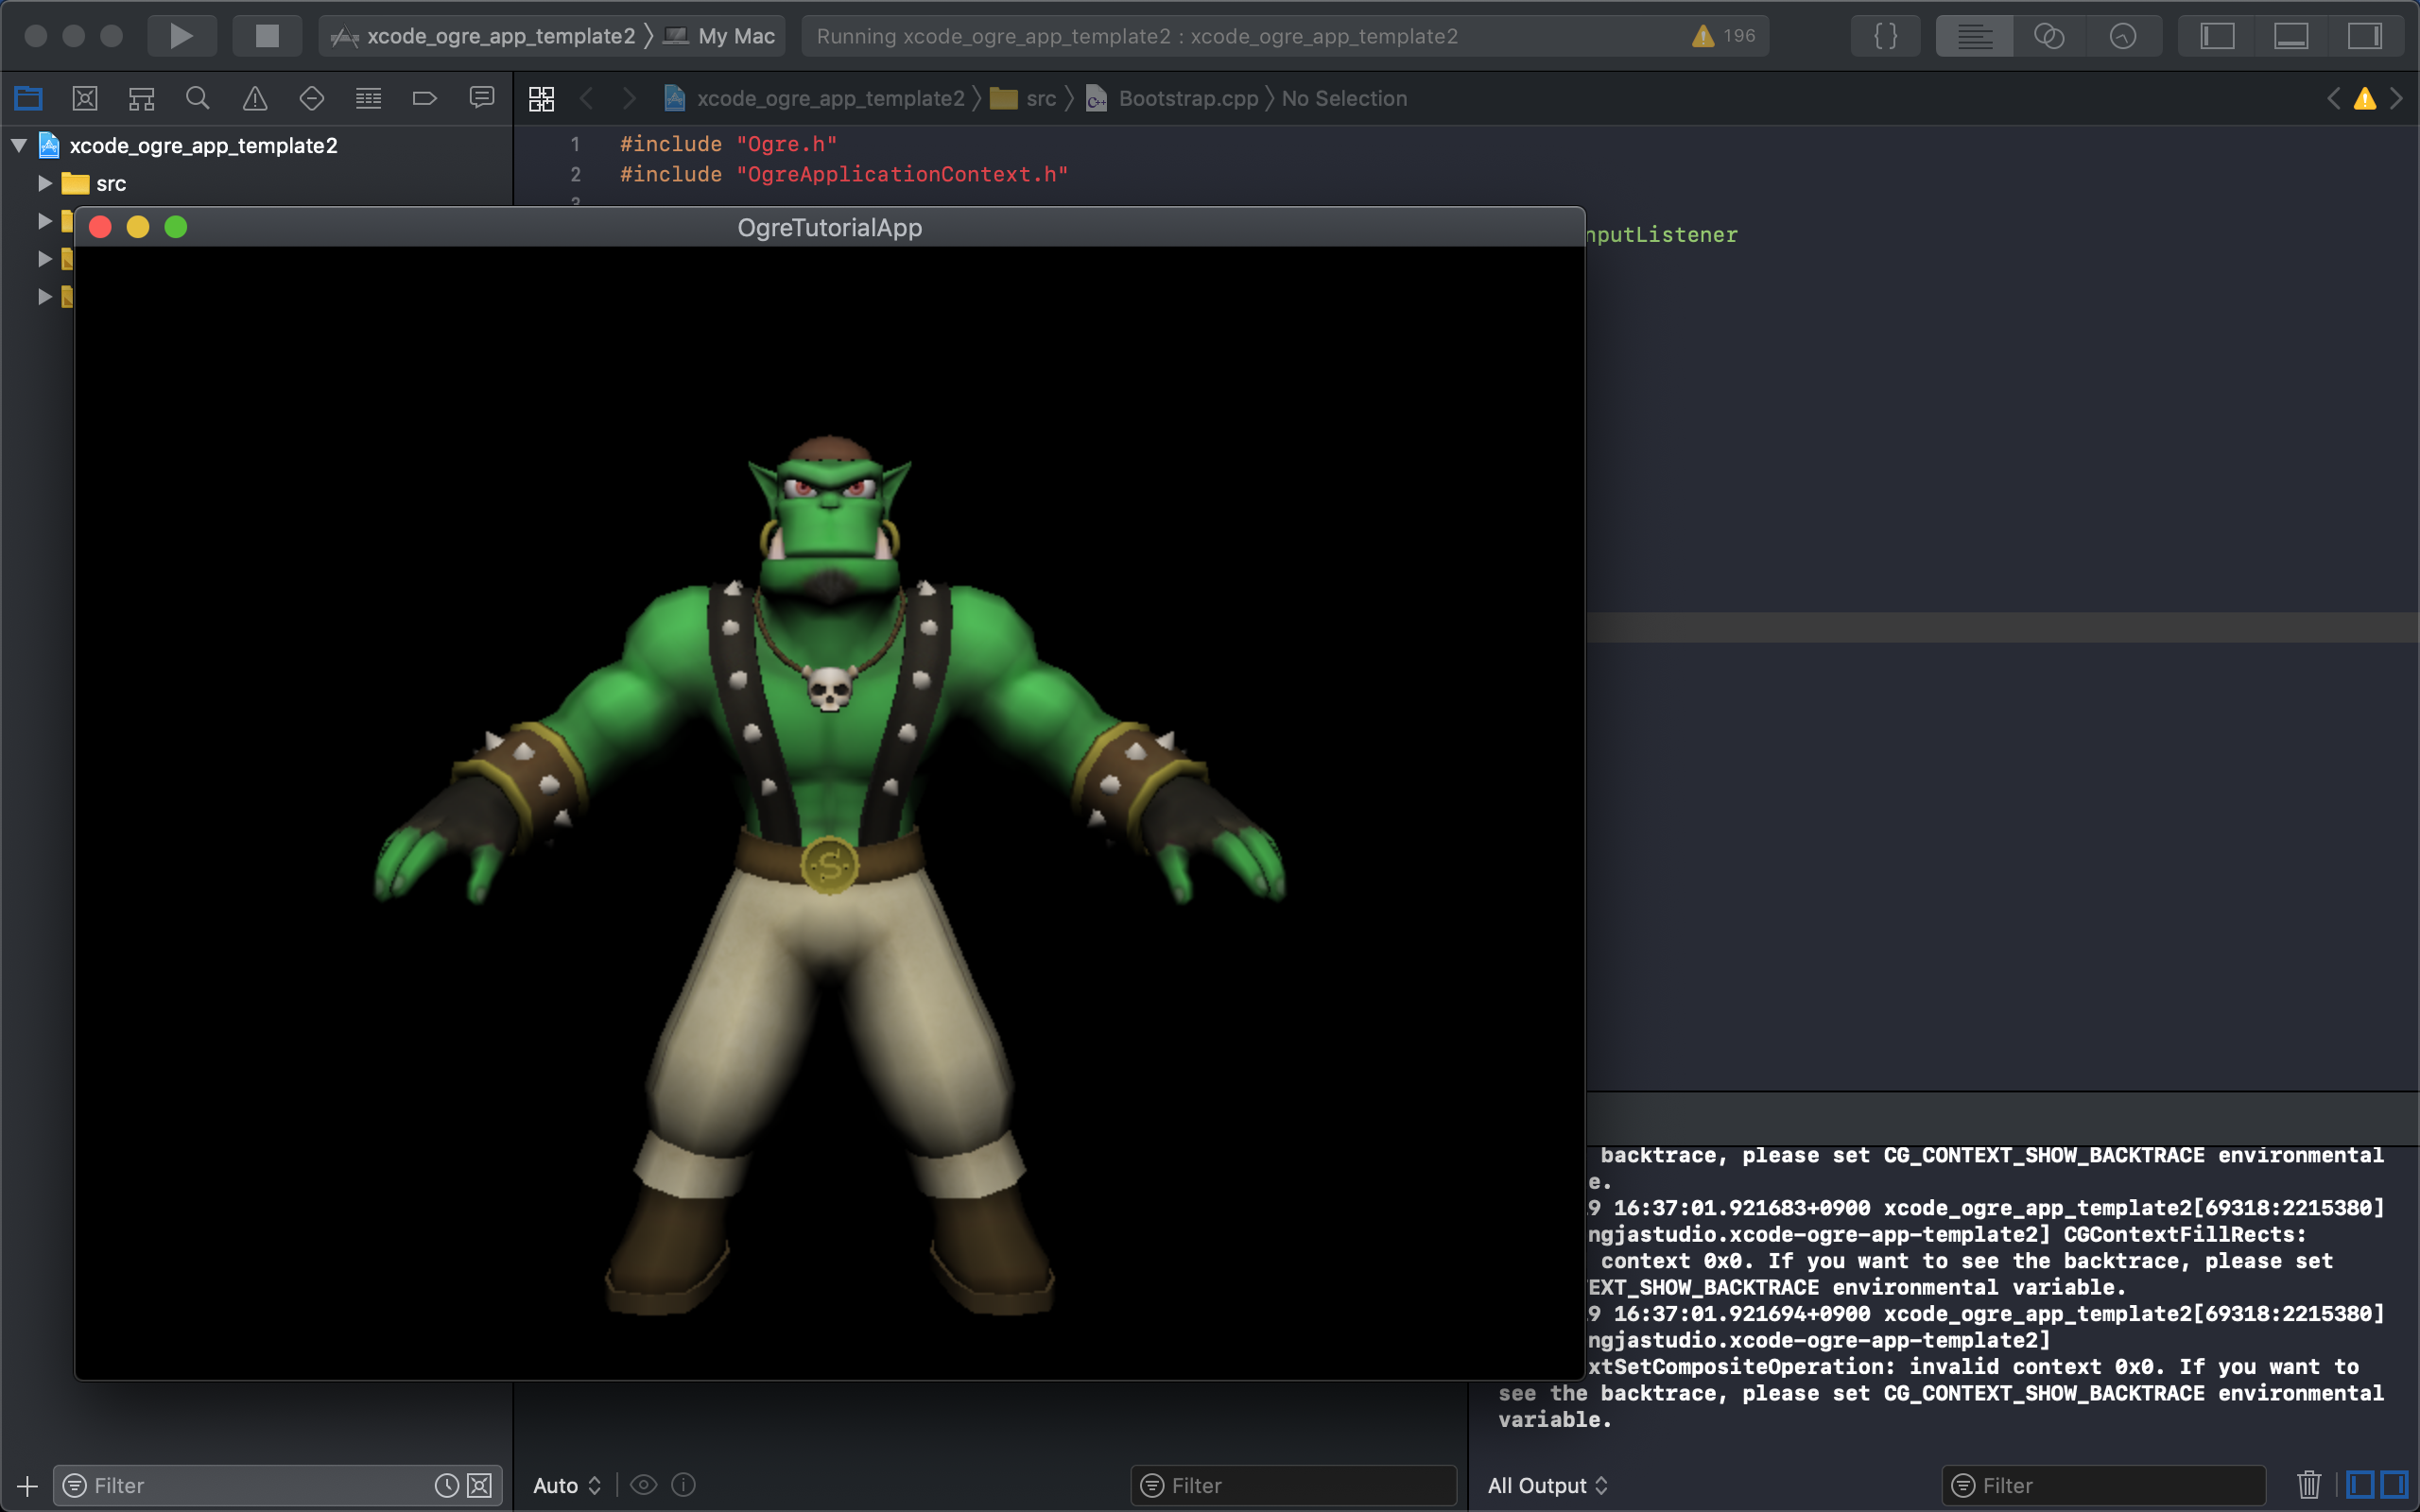 xcode_ogre_app_template2 My Mac
Running xcode_ogre_app_template2 : xcode_ogre_app_template2
196
xcode_ogre_app_template2 src Bootstrap.cpp No Selection
xcode_ogre_app_template2
src
1 #include "Ogre.h"
2 #include "OgreApplicationContext.h"
3
nputListener
OgreTutorialApp
S
backtrace, please set CG_CONTEXT_SHOW_BACKTRACE environmental
e.
9 16:37:01.921683+0900 xcode_ogre_app_template2[69318:2215380]
ngjastudio.xcode-ogre-app-template2] CGContextFillRects:
context 0x0. If you want to see the backtrace, please set
EXT_SHOW_BACKTRACE environmental variable.
9 16:37:01.921694+0900 xcode_ogre_app_template2[69318:2215380]
ngjastudio.xcode-ogre-app-template2]
xtSetCompositeOperation: invalid context 0x0. If you want to
see the backtrace, please set CG_CONTEXT_SHOW_BACKTRACE environmental
variable.
Filter
Auto
Filter
All Output
Filter